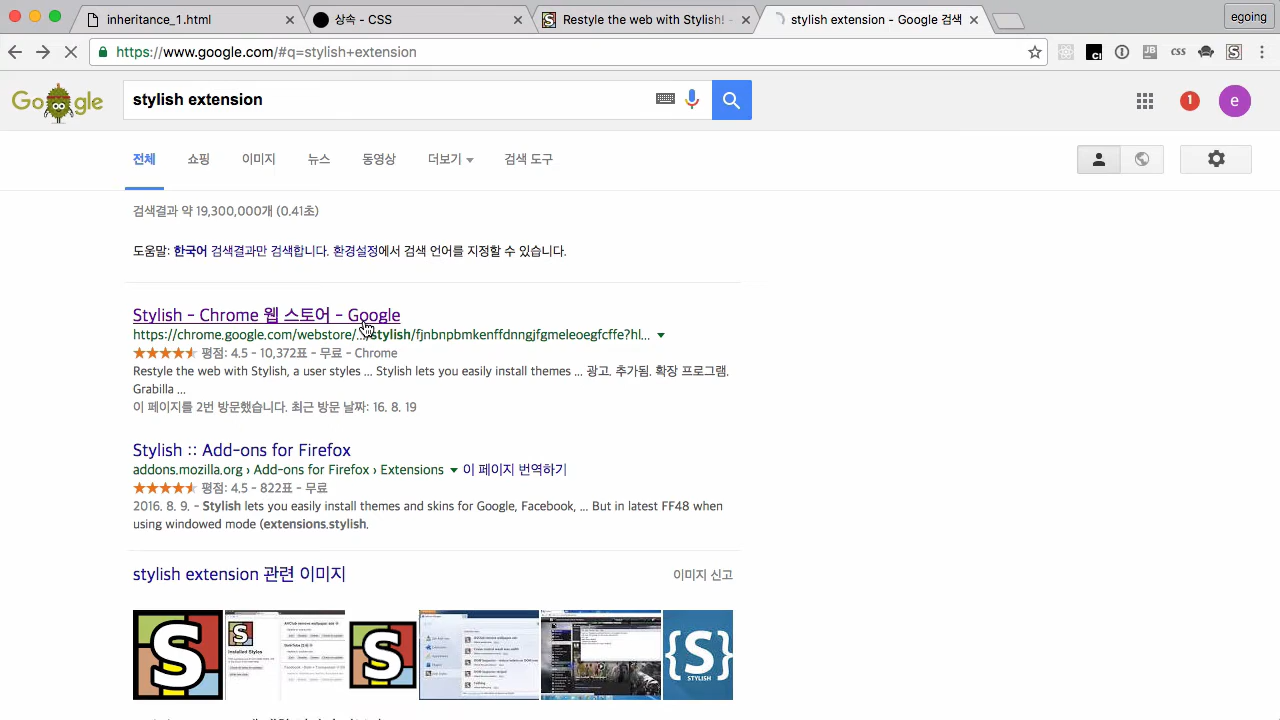 inheritance_1.html
상속 - CSS
Restyle the web with Stylish! -
stylish extension - Google 검색
egoing
https://www.google.com/#q=stylish+extension
JB
css
S
Google
stylish extension
1
e
전체
쇼핑
이미지
뉴스
동영상
더보기
검색 도구
검색결과 약 19,300,000개 (0.41초)
도움말: 한국어 검색결과만 검색합니다. 환경설정에서 검색 언어를 지정할 수 있습니다.
Stylish - Chrome 웹 스토어 - Google
https://chrome.google.com/webstore/...stylish/fjnbnpbmkenffdnngjfgmeleoegfcffe?hl...
평점: 4.5 - 10,372표 - 무료 - Chrome
Restyle the web with Stylish, a user styles ... Stylish lets you easily install themes ... 광고. 추가됨. 확장 프로그램.
Grabilla ...
이 페이지를 2번 방문했습니다. 최근 방문 날짜: 16. 8. 19
Stylish :: Add-ons for Firefox
addons.mozilla.org › Add-ons for Firefox › Extensions 이 페이지 번역하기
평점: 4.5 - 822표 - 무료
2016. 8. 9. - Stylish lets you easily install themes and skins for Google, Facebook, ... But in latest FF48 when
using windowed mode (extensions.stylish.
stylish extension 관련 이미지
이미지 신고
S
Installed Styles
S
{S}
STYLISH